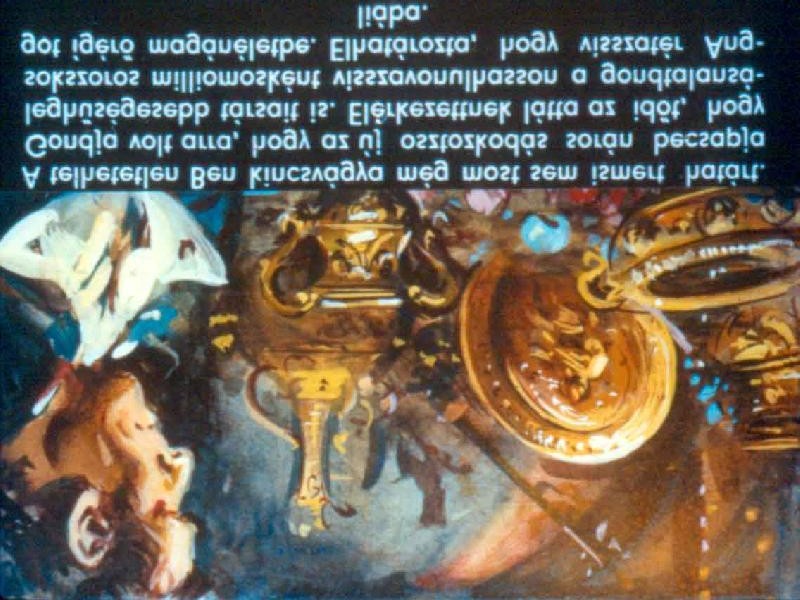 A telhetetlen Ben kincsvágya még most sem ismert határt.
Gondja volt arra, hogy az új osztozkodás során becsapja
leghűségesebb társait is. Elérkezettnek látta az időt, hogy
sokszoros milliomosként visszavonulhasson a gondtalansá-
got ígérő magánéletbe. Elhatározta, hogy visszatér Ang-
liába.